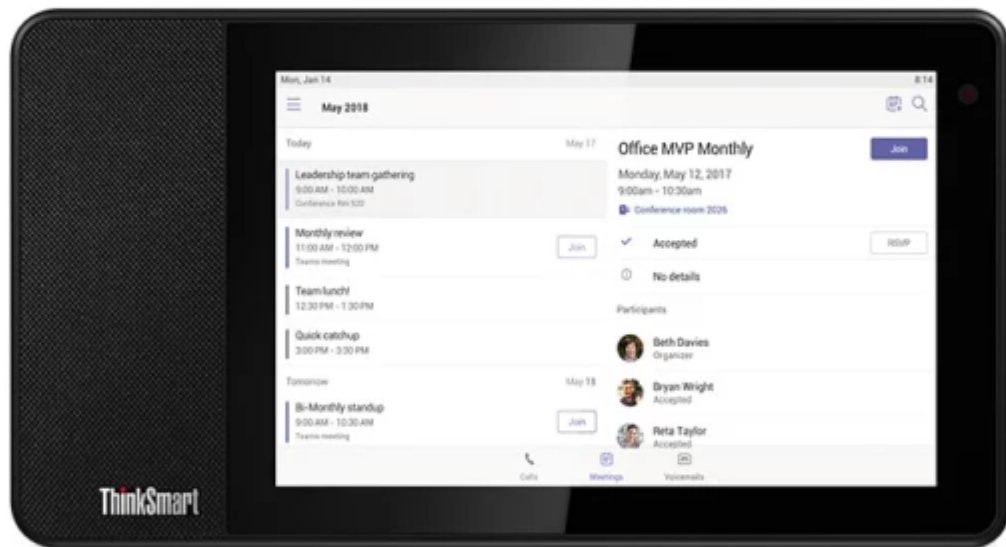 Mon, Jan 14
8:14
May 2018
Today
May 17
Leadership team gathering
9:00 AM - 10:00 AM
Conference Rm 520
Monthly review
11:00 AM - 12:00 PM
Teams meeting
Join
Team lunch!
12:30 PM - 1:30 PM
Quick catchup
3:00 PM - 3:30 PM
Tomorrow
May 18
Bi-Monthly standup
9:00 AM - 10:30 AM
Teams meeting
Join
Office MVP Monthly
Join
Monday, May 12, 2017
9:00am - 10:30am
Conference room 2026
Accepted
RSVP
No details
Participants
Beth Davies
Organizer
Bryan Wright
Accepted
Reta Taylor
Accepted
Calls
Meetings
Voicemails
ThinkSmart